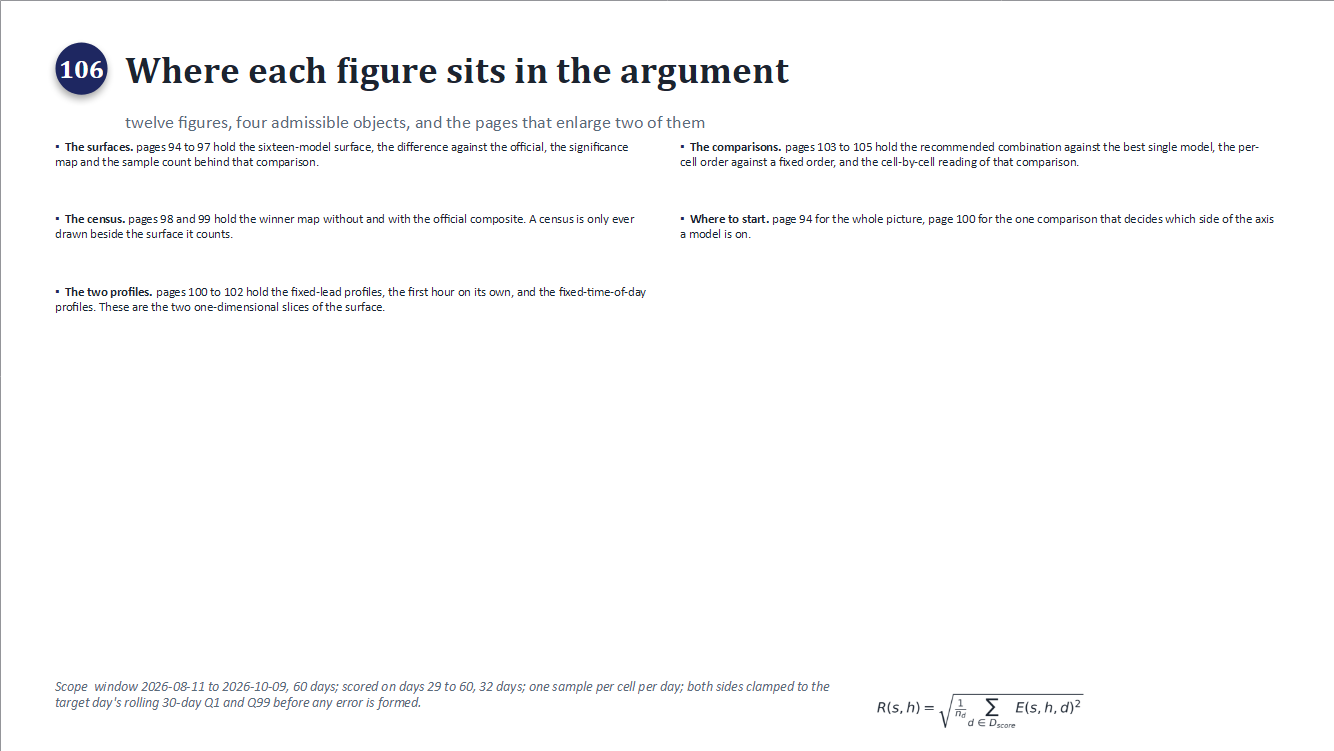 106
Where each figure sits in the argument
twelve figures, four admissible objects, and the pages that enlarge two of them
▪ The surfaces. pages 94 to 97 hold the sixteen-model surface, the difference against the official, the significance
map and the sample count behind that comparison.
▪ The census. pages 98 and 99 hold the winner map without and with the official composite. A census is only ever
drawn beside the surface it counts.
▪ The two profiles. pages 100 to 102 hold the fixed-lead profiles, the first hour on its own, and the fixed-time-of-day
profiles. These are the two one-dimensional slices of the surface.
▪ The comparisons. pages 103 to 105 hold the recommended combination against the best single model, the per-
cell order against a fixed order, and the cell-by-cell reading of that comparison.
▪ Where to start. page 94 for the whole picture, page 100 for the one comparison that decides which side of the axis
a model is on.
Scope window 2026-08-11 to 2026-10-09, 60 days; scored on days 29 to 60, 32 days; one sample per cell per day; both sides clamped to the
target day's rolling 30-day Q1 and Q99 before any error is formed.
R(s, h) = √(1/n_d ∑_{d ∈ D_score} E(s, h, d)²)